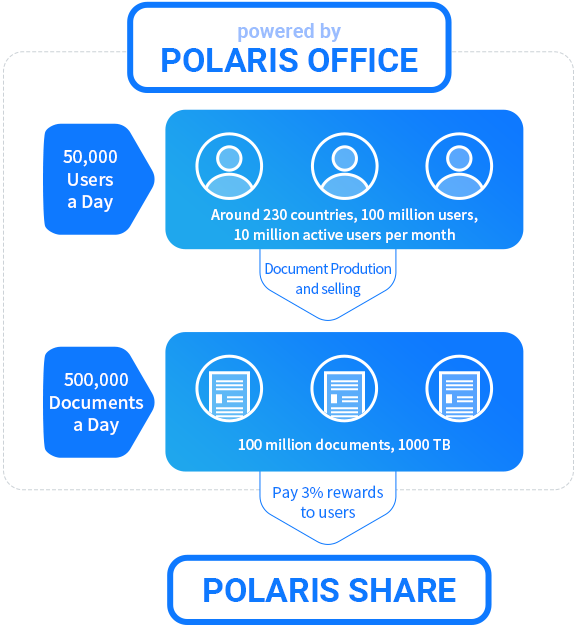 powered by
POLARIS OFFICE
50,000
Users
a Day
Around 230 countries, 100 million users,
10 million active users per month
Document Prodution
and selling
500,000
Documents
a Day
100 million documents, 1000 TB
Pay 3% rewards
to users
POLARIS SHARE